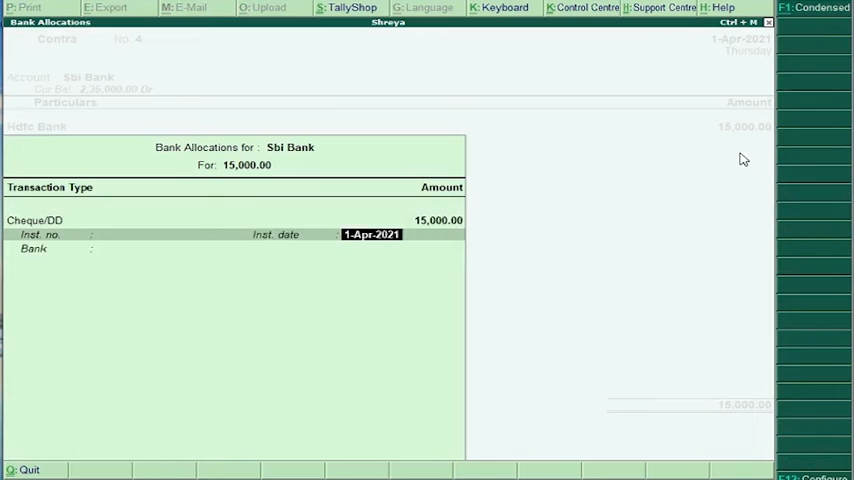 P: Print E: Export M: E-Mail O: Upload S: TallyShop G: Language K: Keyboard K: Control Centre H: Support Centre H: Help F1: Condensed
Bank Allocations Shreya Ctrl + M
Contra No. 4 1-Apr-2021
Thursday
Account Sbi Bank
Cur Bal: 2,35,000.00 Dr
Particulars Amount
Hdfc Bank 15,000.00
Bank Allocations for : Sbi Bank
For: 15,000.00
Transaction Type Amount
Cheque/DD 15,000.00
Inst. no. : Inst. date : 1-Apr-2021
Bank :
15,000.00
Q: Quit F12: Configure